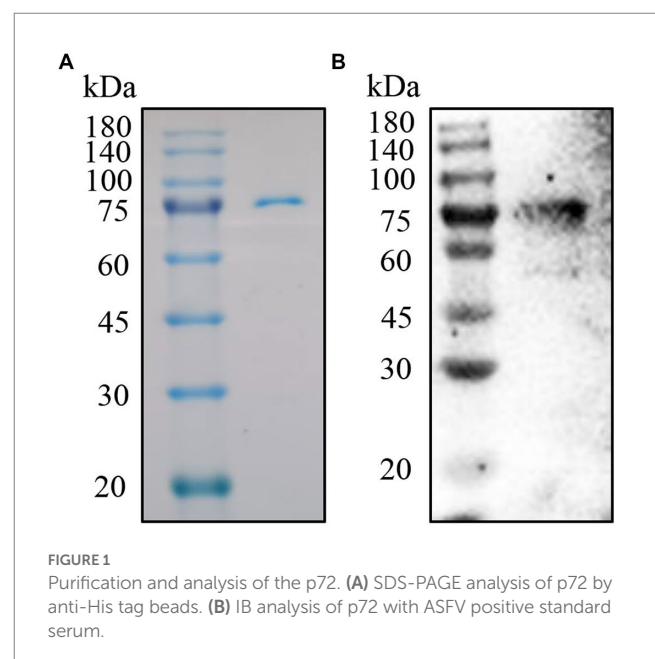 A
kDa
180
140
100
75
60
45
30
20
B
kDa
180
140
100
75
60
45
30
20
FIGURE 1
Purification and analysis of the p72. (A) SDS-PAGE analysis of p72 by
anti-His tag beads. (B) IB analysis of p72 with ASFV positive standard
serum.